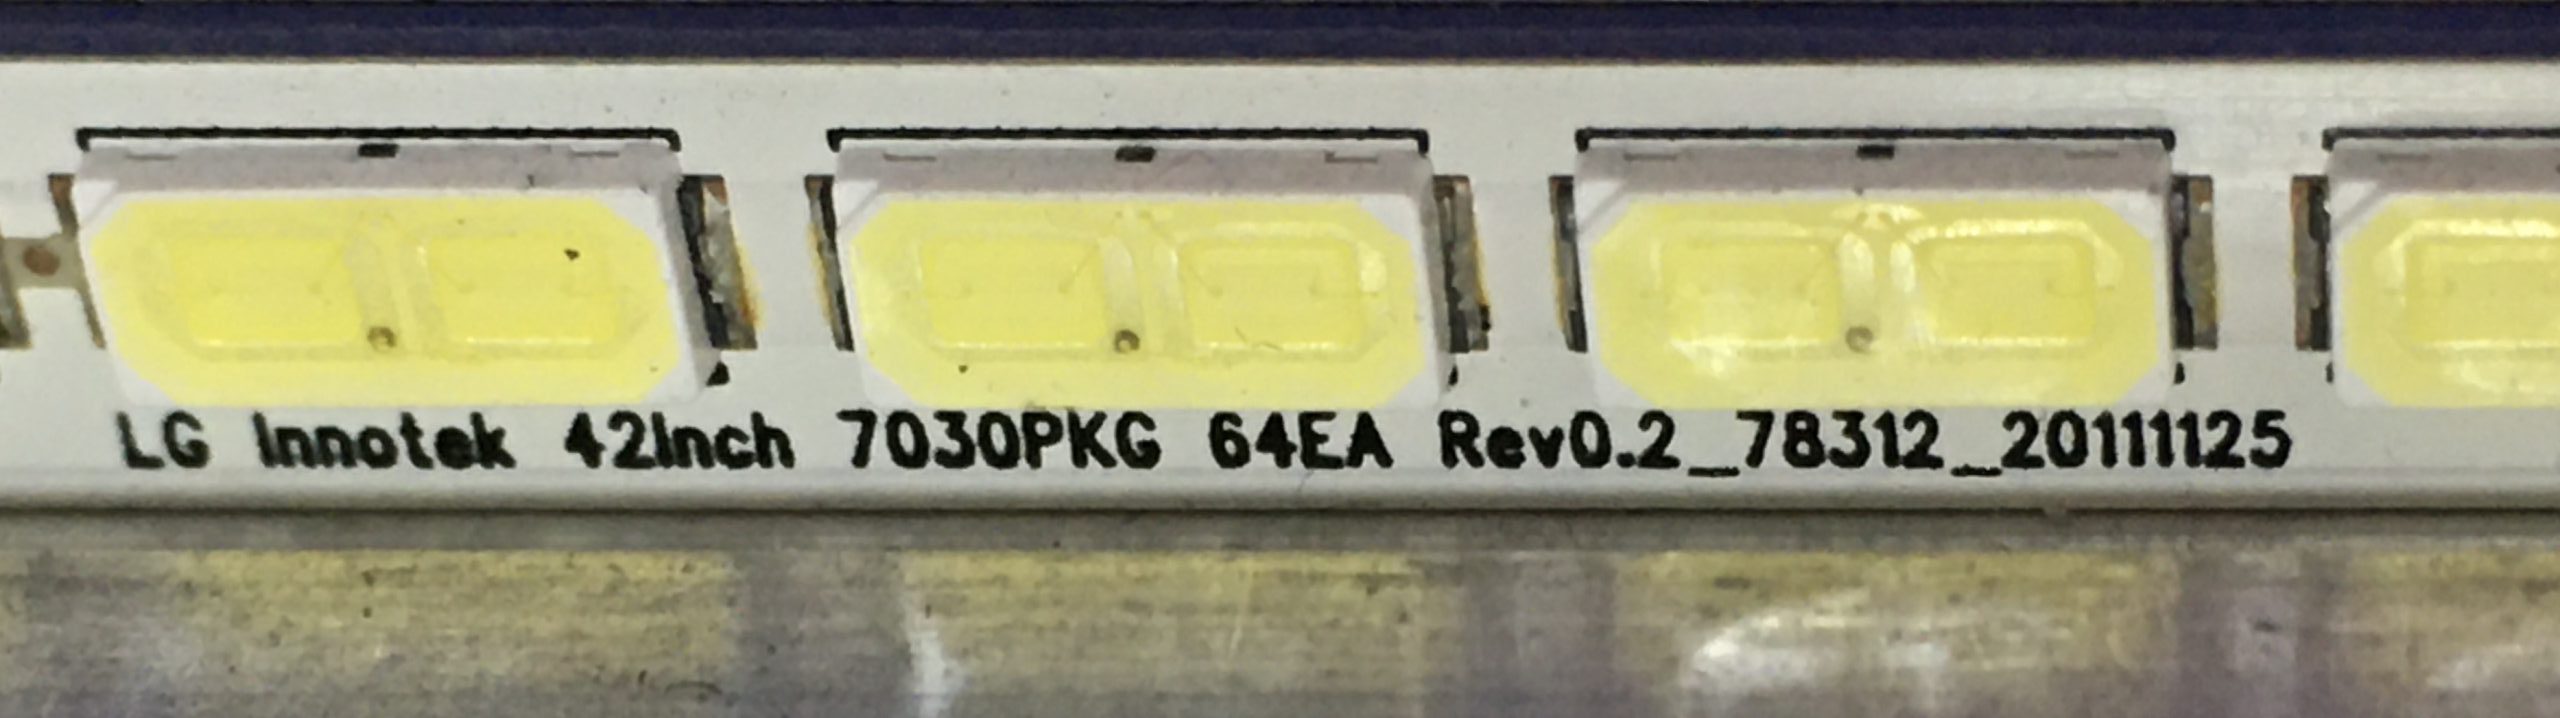 LG Innotek 42Inch 7030PKG 64EA Rev0.2_78312_20111125